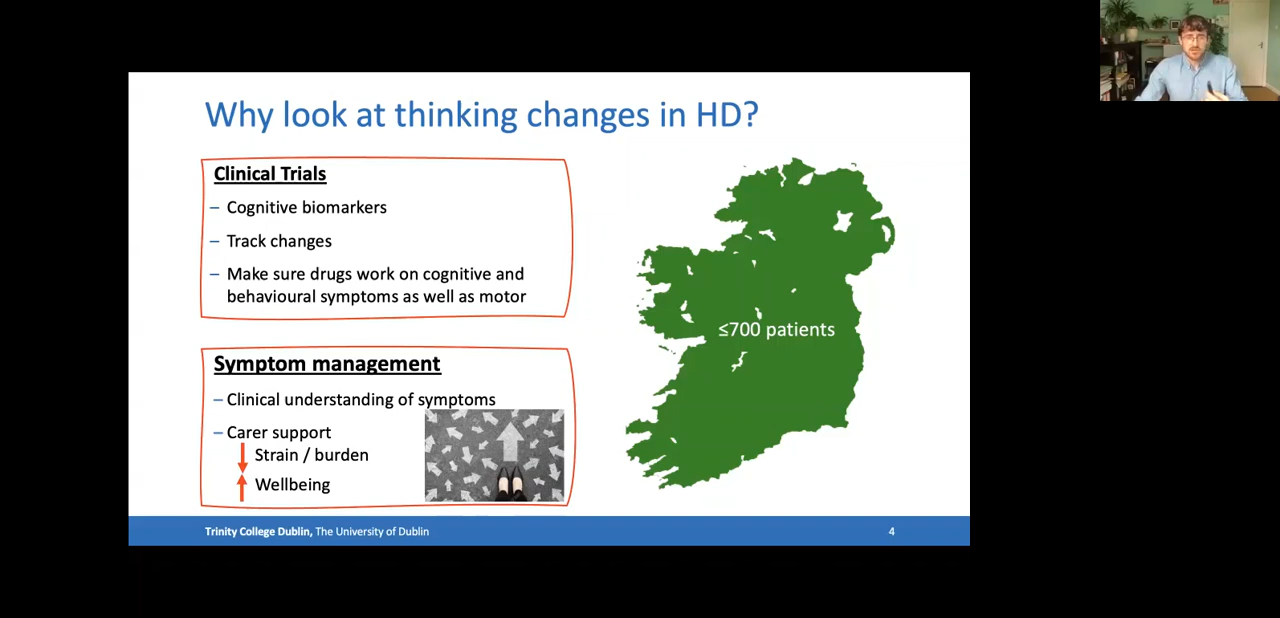 Why look at thinking changes in HD?
Clinical Trials
– Cognitive biomarkers
– Track changes
– Make sure drugs work on cognitive and
behavioural symptoms as well as motor
Symptom management
– Clinical understanding of symptoms
– Carer support
Strain / burden
Wellbeing
≤700 patients
Trinity College Dublin, The University of Dublin
4